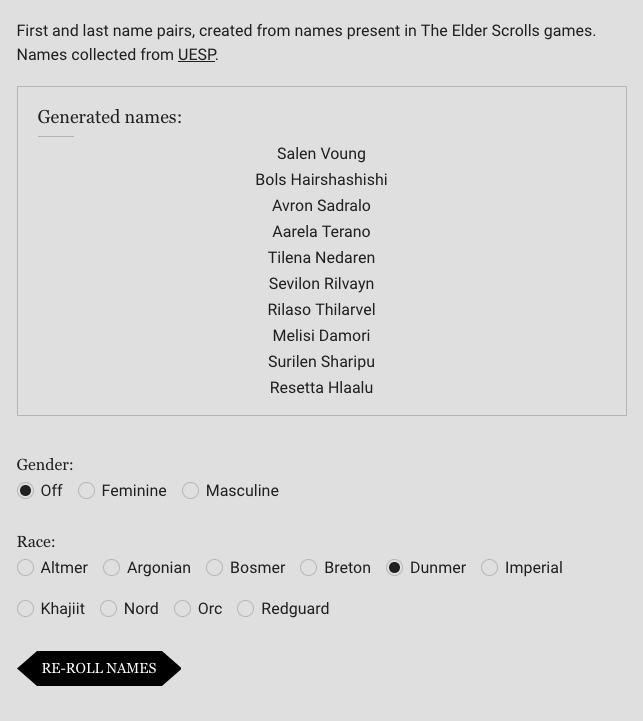 First and last name pairs, created from names present in The Elder Scrolls games.
Names collected from UESP.
Generated names:
Salen Voung
Bols Hairshashishi
Avron Sadralo
Aarela Terano
Tilena Nedaren
Sevilon Rilvayn
Rilaso Thilarvel
Melisi Damori
Surilen Sharipu
Resetta Hlaalu
Gender:
Off Feminine Masculine
Race:
Altmer Argonian Bosmer Breton Dunmer Imperial
Khajiit Nord Orc Redguard
RE-ROLL NAMES